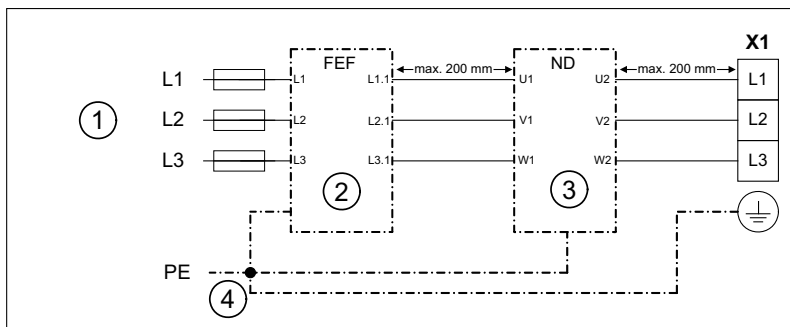 X1
FEF
ND
L1 L1 L1.1 max. 200 mm U1 U2 max. 200 mm L1
1 L2 L2 L2.1 V1 V2 L2
L3 L3 L3.1 W1 W2 L3
2 3
PE
4